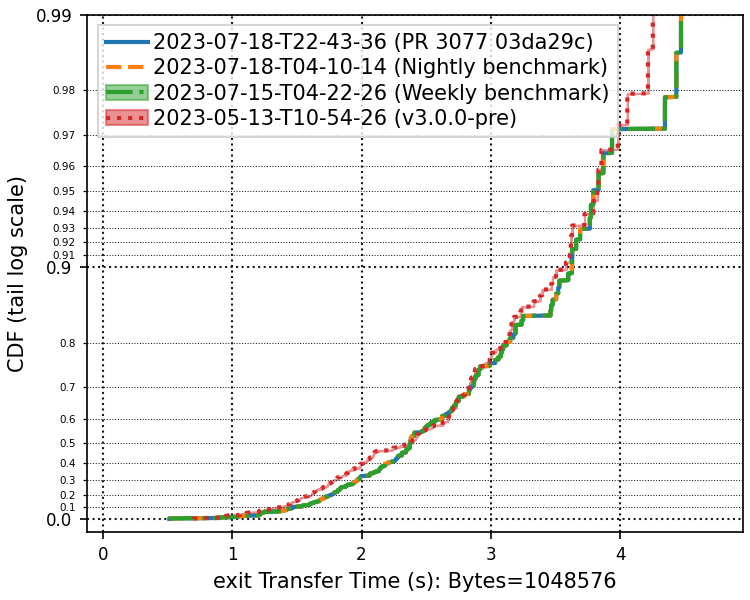 0.99
2023-07-18-T22-43-36 (PR 3077 03da29c)
2023-07-18-T04-10-14 (Nightly benchmark)
2023-07-15-T04-22-26 (Weekly benchmark)
2023-05-13-T10-54-26 (v3.0.0-pre)
0.98
0.97
0.96
0.95
0.94
0.93
0.92
0.91
0.9
0.8
0.7
0.6
0.5
0.4
0.3
0.2
0.1
0.0
CDF (tail log scale)
0 1 2 3 4
exit Transfer Time (s): Bytes=1048576